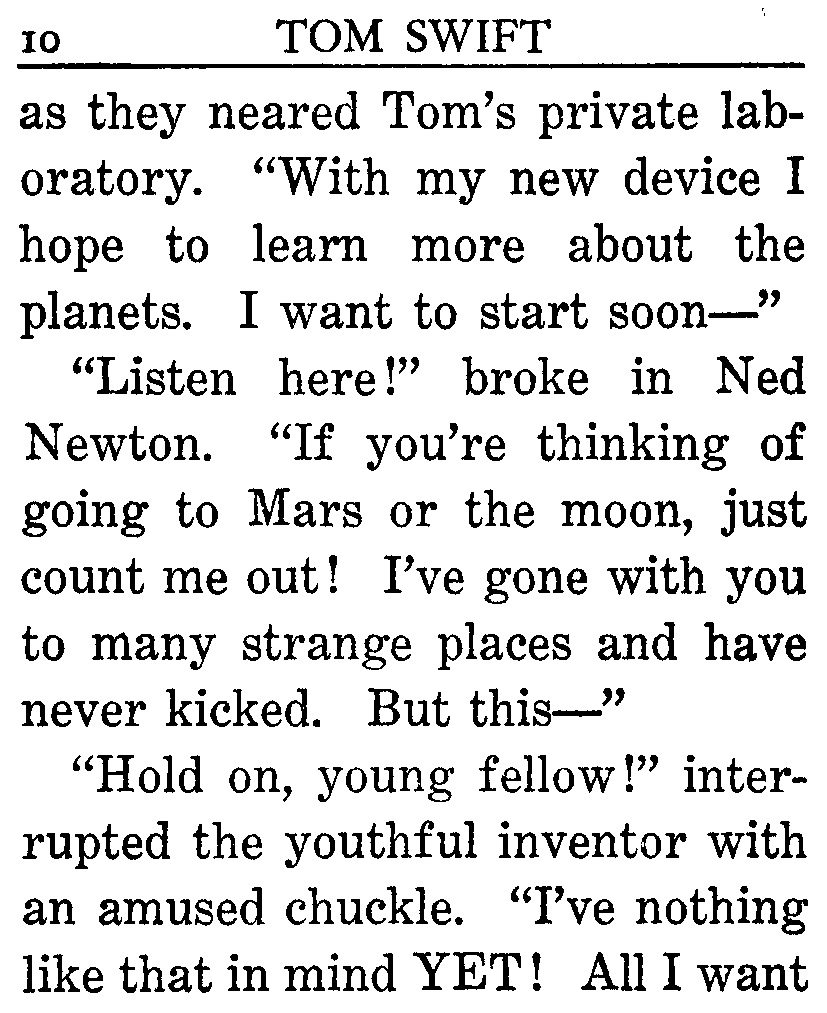 10 TOM SWIFT
as they neared Tom's private lab-
oratory. “With my new device I
hope to learn more about the
planets. I want to start soon—”
“Listen here!” broke in Ned
Newton. “If you're thinking of
going to Mars or the moon, just
count me out! I've gone with you
to many strange places and have
never kicked. But this—”
“Hold on, young fellow!” inter-
rupted the youthful inventor with
an amused chuckle. “I've nothing
like that in mind YET! All I want